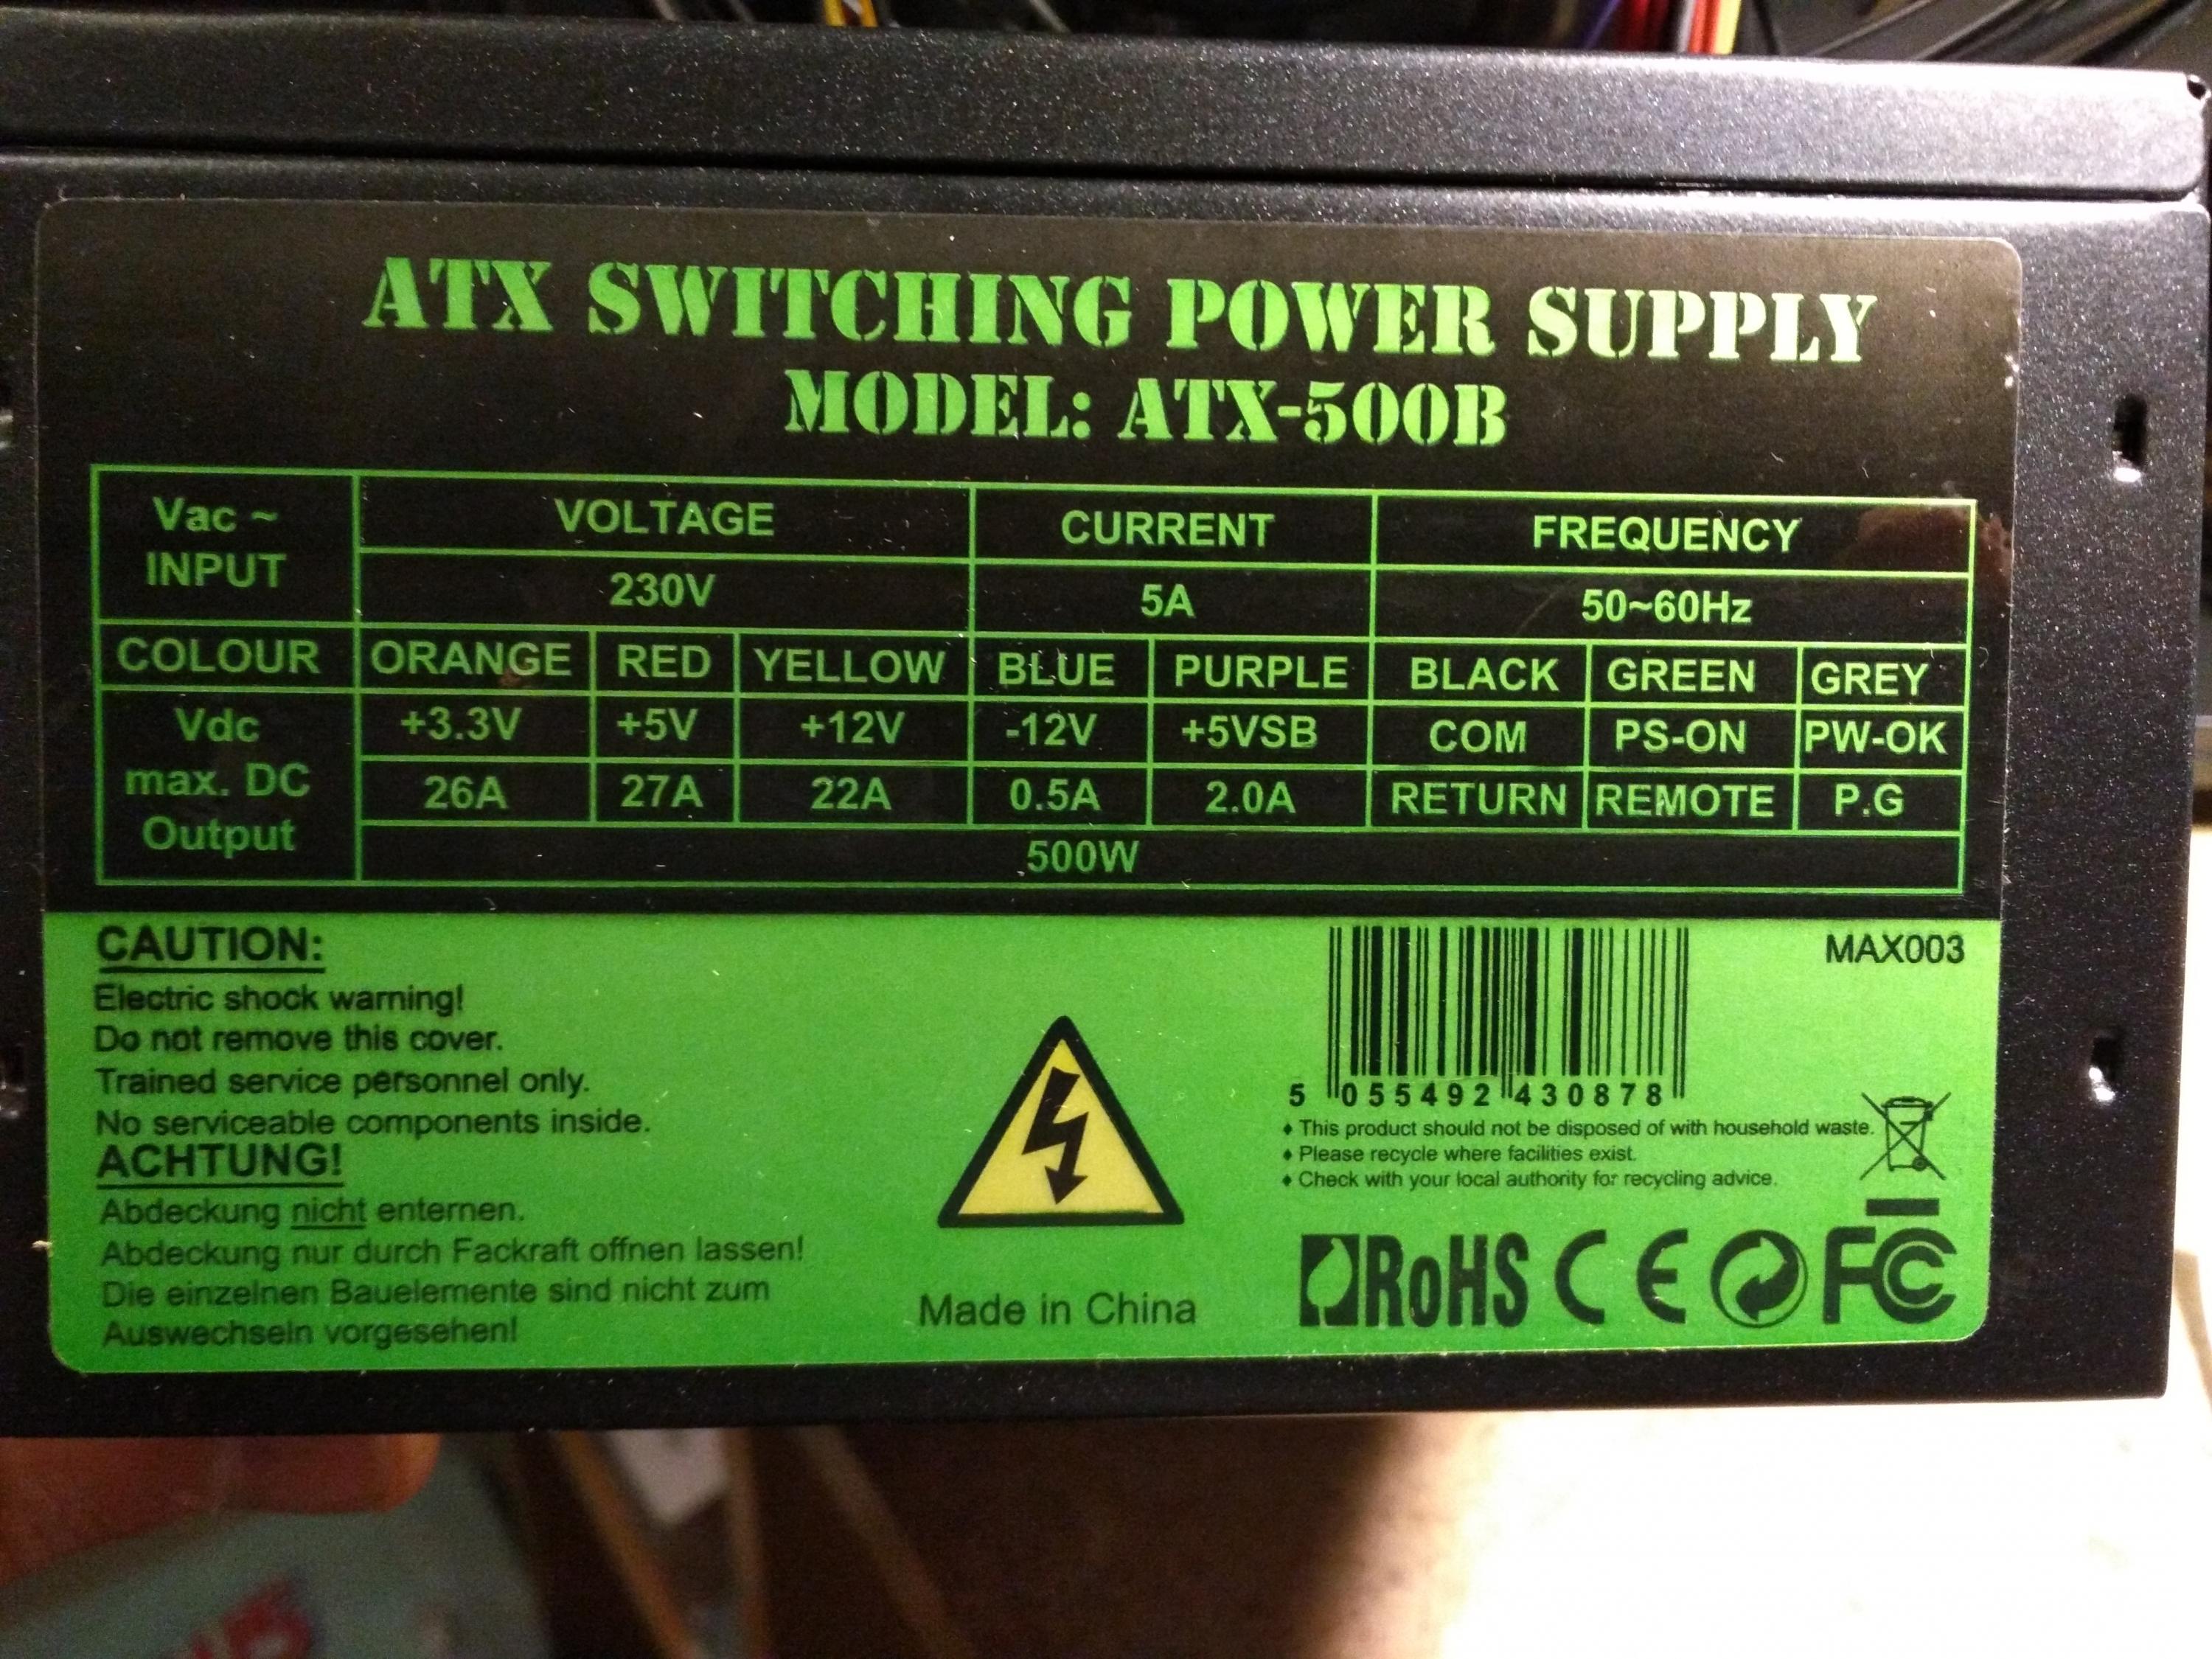 ATX SWITCHING POWER SUPPLY
MODEL: ATX-500B
Vac ~ INPUT VOLTAGE CURRENT FREQUENCY
230V 5A 50~60Hz
COLOUR ORANGE RED YELLOW BLUE PURPLE BLACK GREEN GREY
Vdc max. DC Output +3.3V +5V +12V -12V +5VSB COM PS-ON PW-OK
26A 27A 22A 0.5A 2.0A RETURN REMOTE P.G
500W
CAUTION:
Electric shock warning!
Do not remove this cover.
Trained service personnel only.
No serviceable components inside.
ACHTUNG!
Abdeckung nicht enternen.
Abdeckung nur durch Fackraft offnen lassen!
Die einzelnen Bauelemente sind nicht zum
Auswechseln vorgesehen!
Made in China
MAX003
5 055492 430878
♦ This product should not be disposed of with household waste.
♦ Please recycle where facilities exist.
♦ Check with your local authority for recycling advice.
RoHS CE FC